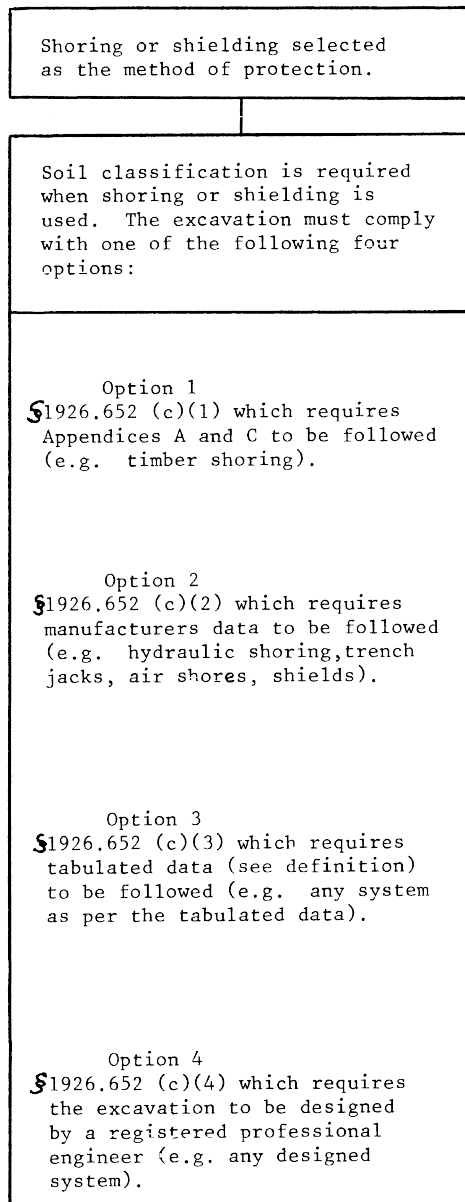 Shoring or shielding selected
as the method of protection.
Soil classification is required
when shoring or shielding is
used. The excavation must comply
with one of the following four
options:
Option 1
§1926.652 (c)(1) which requires
Appendices A and C to be followed
(e.g. timber shoring).
Option 2
§1926.652 (c)(2) which requires
manufacturers data to be followed
(e.g. hydraulic shoring,trench
jacks, air shores, shields).
Option 3
§1926.652 (c)(3) which requires
tabulated data (see definition)
to be followed (e.g. any system
as per the tabulated data).
Option 4
§1926.652 (c)(4) which requires
the excavation to be designed
by a registered professional
engineer (e.g. any designed
system).